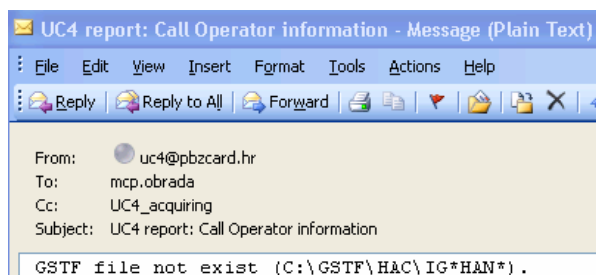 UC4 report: Call Operator information - Message (Plain Text)
File Edit View Insert Format Tools Actions Help
Reply Reply to All Forward
From: uc4@pbzcard.hr
To: mcp.obrada
Cc: UC4_acquiring
Subject: UC4 report: Call Operator information
GSTF file not exist (C:\GSTF\HAC\IG*HAN*).